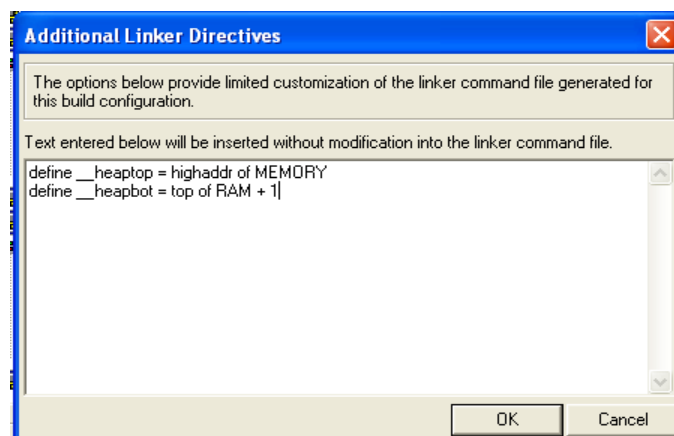 Additional Linker Directives
The options below provide limited customization of the linker command file generated for
this build configuration.
Text entered below will be inserted without modification into the linker command file.
define __heaptop = highaddr of MEMORY
define __heapbot = top of RAM + 1
OK
Cancel